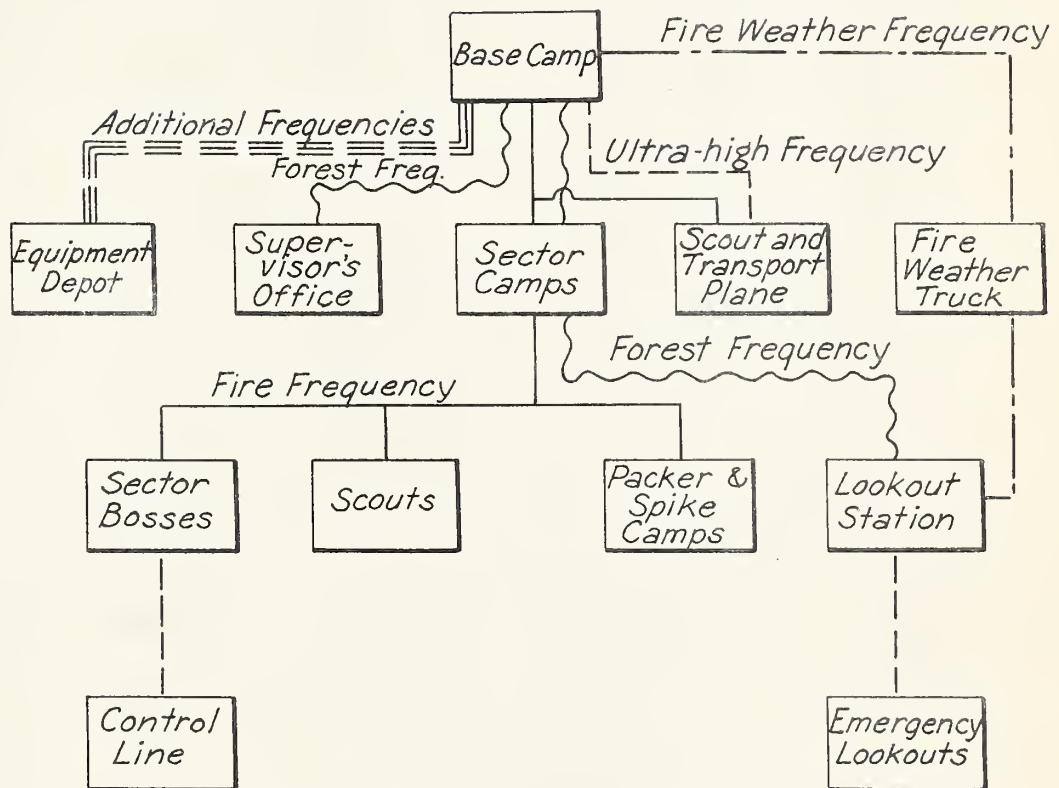 Fire Weather Frequency
Base Camp
Additional Frequencies
Forest Freq.
Ultra-high Frequency
Equipment
Depot
Super-
visor's
Office
Sector
Camps
Scout and
Transport
Plane
Fire
Weather
Truck
Forest Frequency
Fire Frequency
Sector
Bosses
Scouts
Packer &
Spike
Camps
Lookout
Station
Control
Line
Emergency
Lookouts